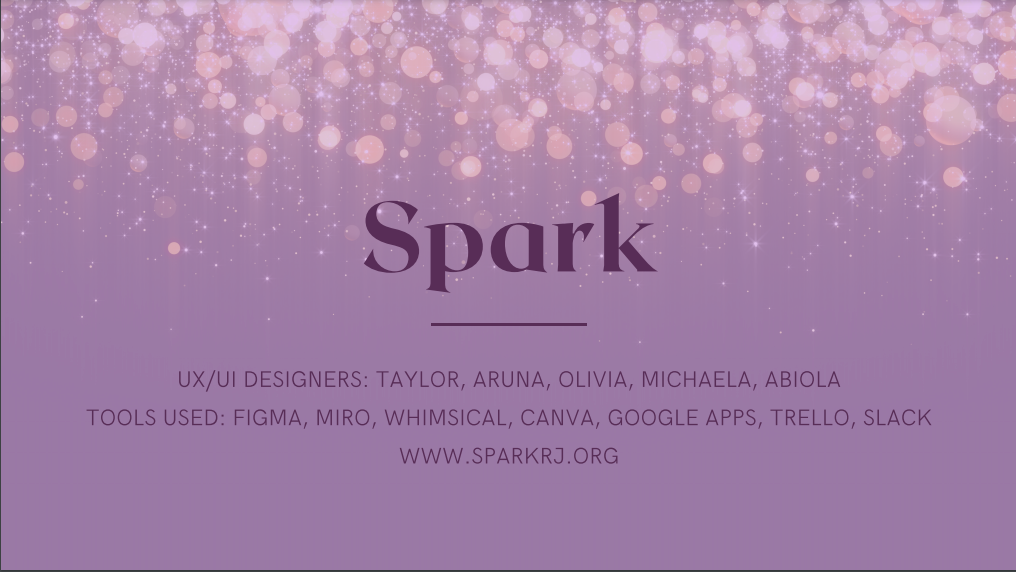 Spark
UX/UI DESIGNERS: TAYLOR, ARUNA, OLIVIA, MICHAELA, ABIOLA
TOOLS USED: FIGMA, MIRO, WHIMSICAL, CANVA, GOOGLE APPS, TRELLO, SLACK
WWW.SPARKRJ.ORG